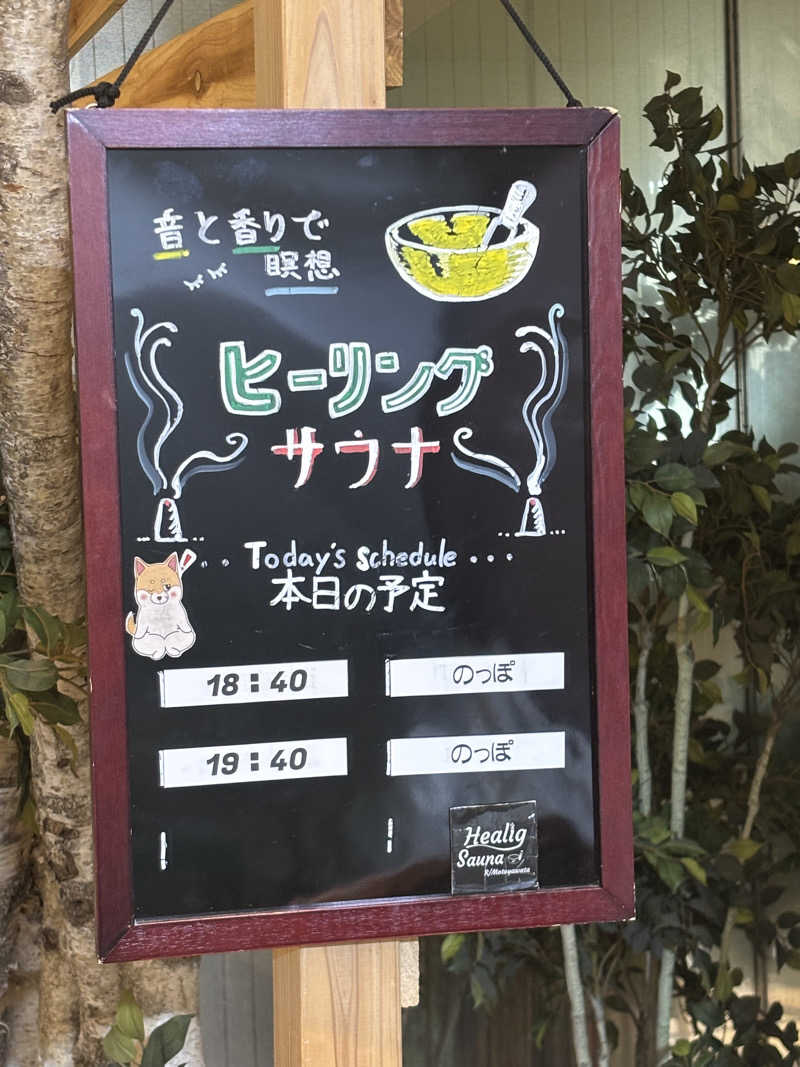 音と香りで
瞑想
ヒーリング
サウナ
Today's Schedule
本日の予定
18:40 のっぽ
19:40 のっぽ
Healig
Sauna
R/Motoyawata